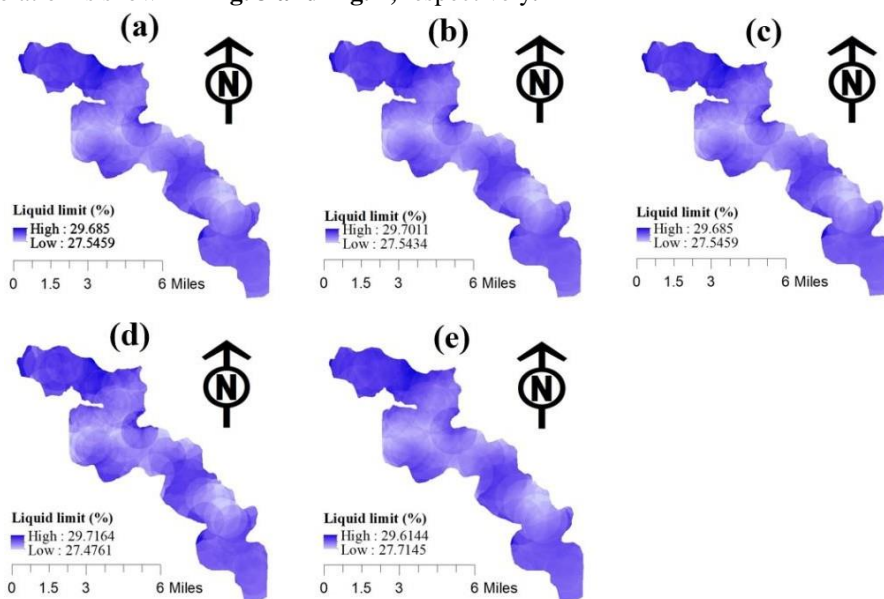 (a) (b) (c)
N N N
Liquid limit (%) Liquid limit (%) Liquid limit (%)
High : 29.685 High : 29.7011 High : 29.685
Low : 27.5459 Low : 27.5434 Low : 27.5459
0 1.5 3 6 Miles 0 1.5 3 6 Miles 0 1.5 3 6 Miles
(d) (e)
N N
Liquid limit (%) Liquid limit (%)
High : 29.7164 High : 29.6144
Low : 27.4761 Low : 27.7145
0 1.5 3 6 Miles 0 1.5 3 6 Miles